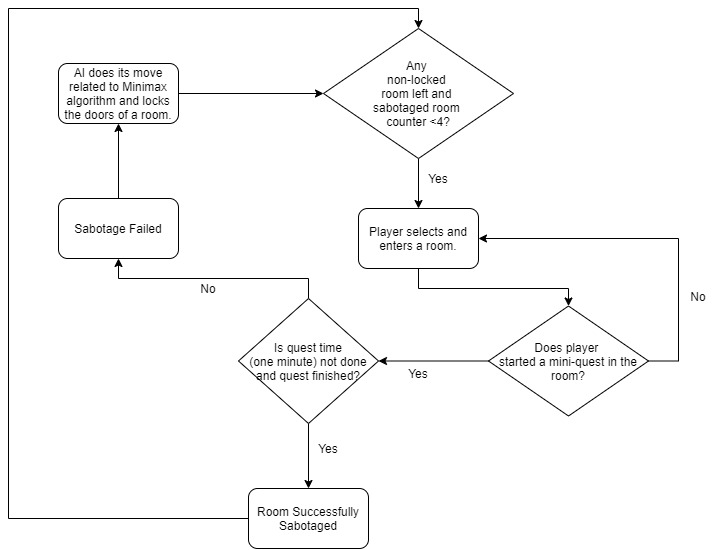 AI does its move
related to Minimax
algorithm and locks
the doors of a room.
Any
non-locked
room left and
sabotaged room
counter <4?
Yes
Sabotage Failed
Player selects and
enters a room.
No
No
Is quest time
(one minute) not done
and quest finished?
Yes
Does player
started a mini-quest in the
room?
Yes
Room Successfully
Sabotaged